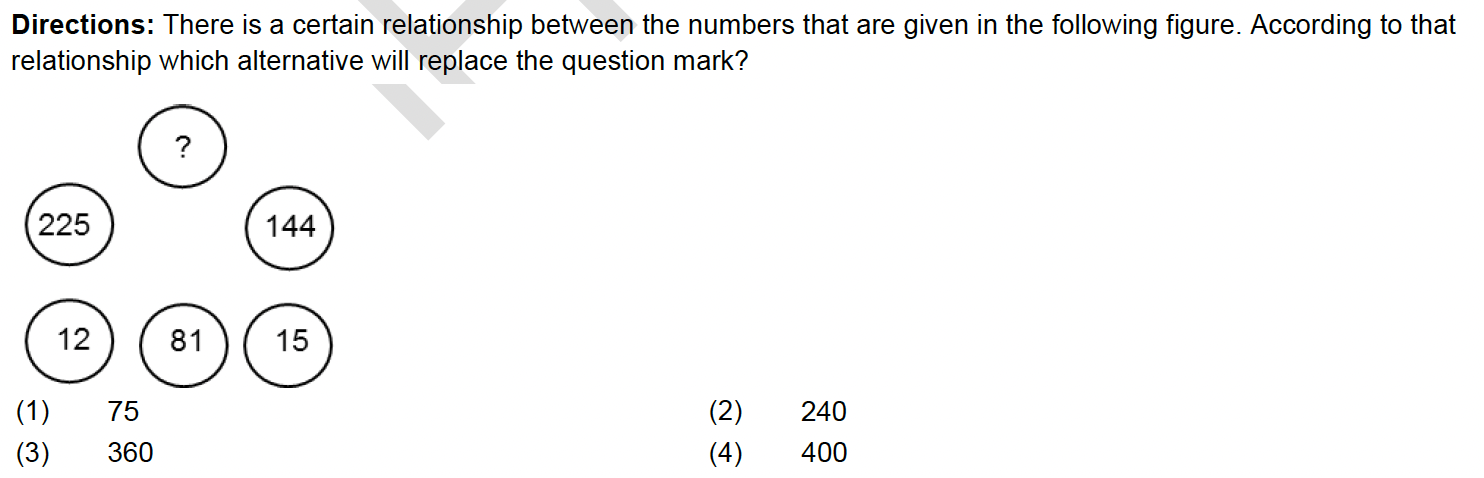 Directions: There is a certain relationship between the numbers that are given in the following figure. According to that
relationship which alternative will replace the question mark?
?
225 144
12 81 15
(1) 75 (2) 240
(3) 360 (4) 400